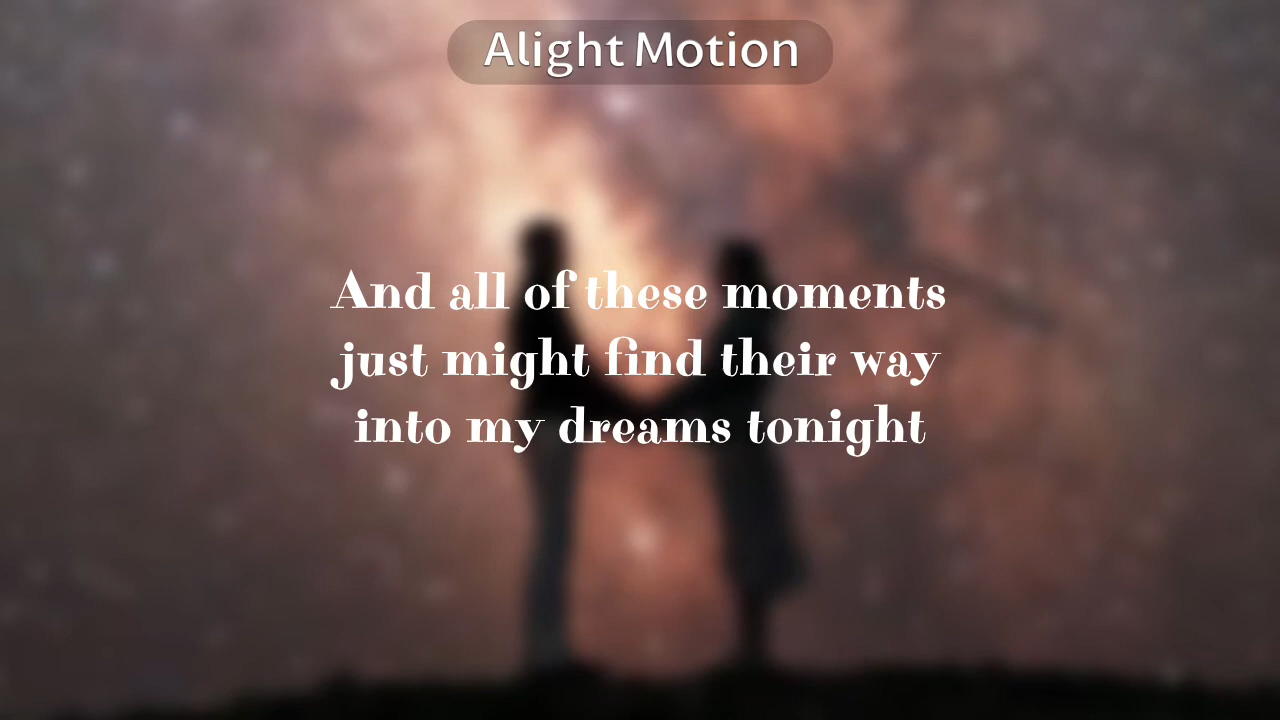 Alight Motion
And all of these moments
just might find their way
into my dreams tonight